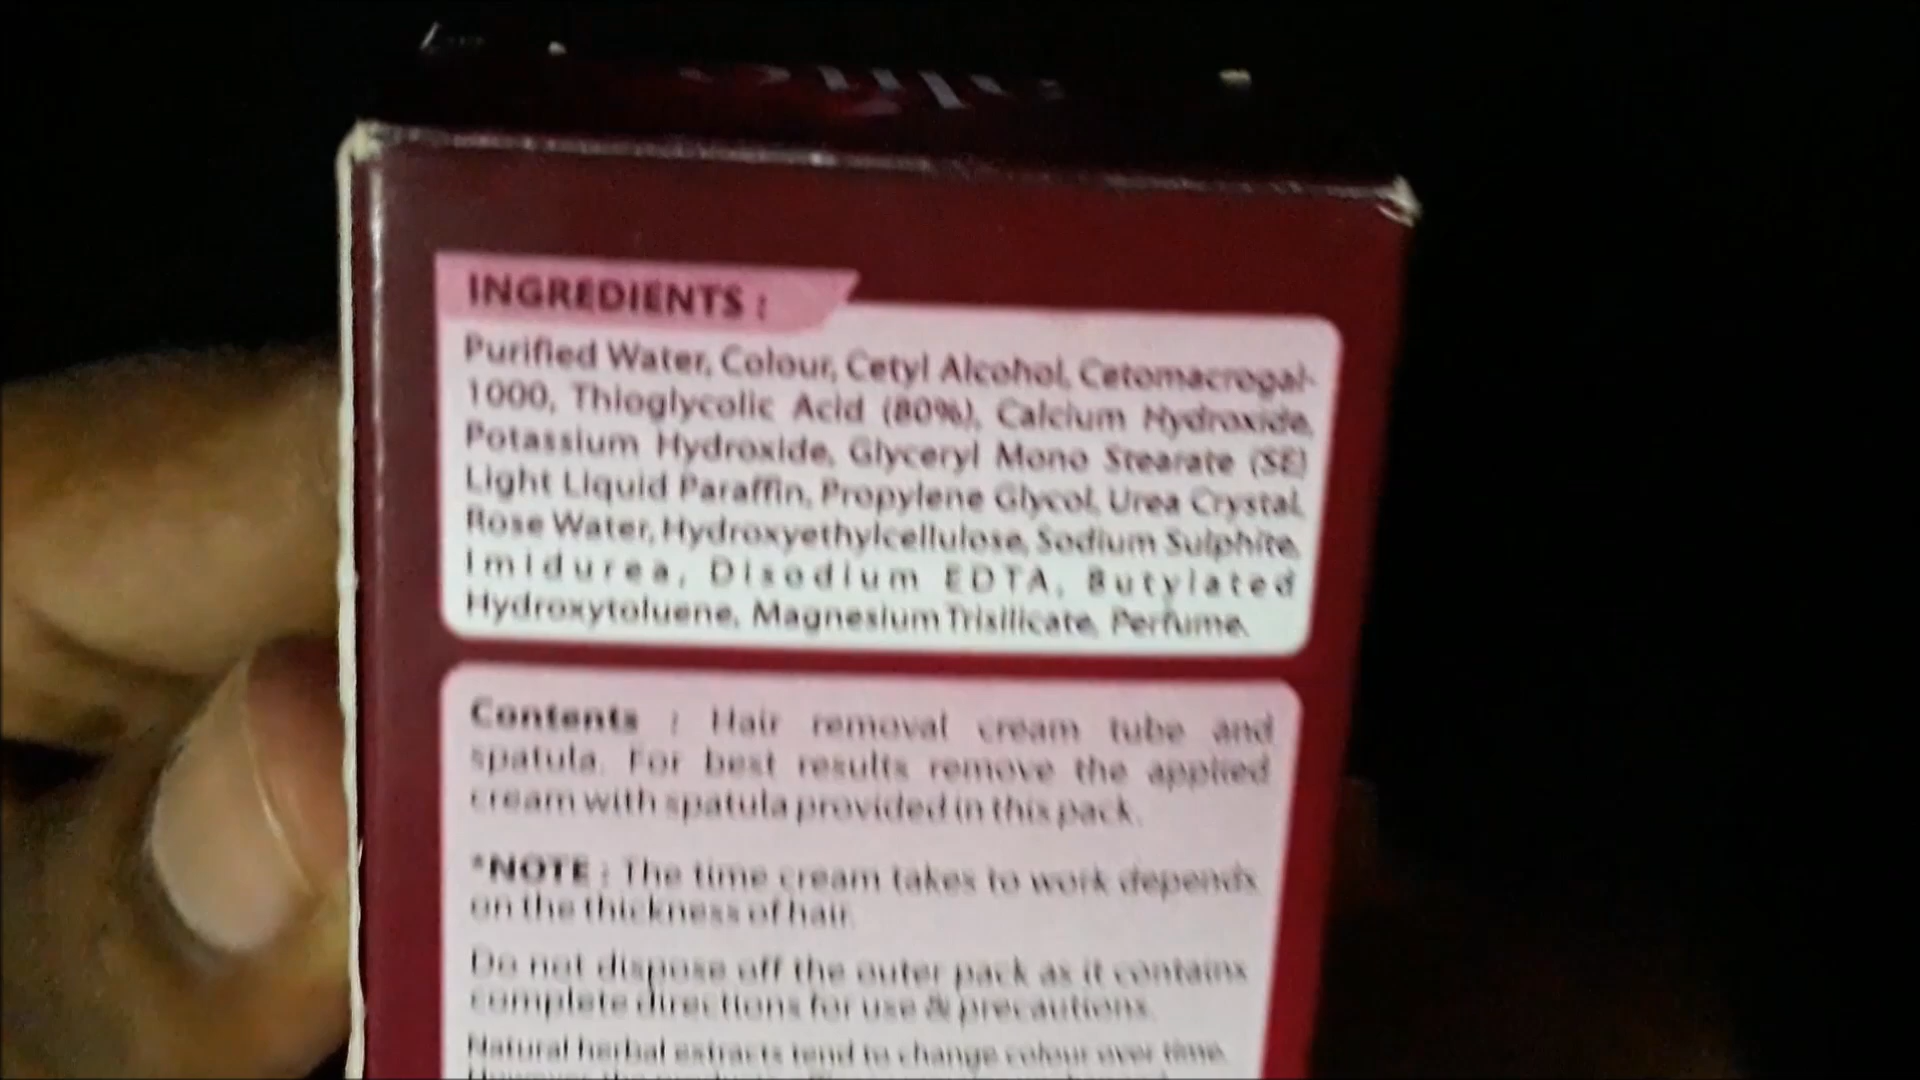 INGREDIENTS :
Purified Water, Colour, Cetyl Alcohol, Cetomacrogal-
1000, Thioglycolic Acid (80%), Calcium Hydroxide,
Potassium Hydroxide, Glyceryl Mono Stearate (SE)
Light Liquid Paraffin, Propylene Glycol, Urea Crystal,
Rose Water, Hydroxyethylcellulose, Sodium Sulphite,
Imidurea, Disodium EDTA, Butylated
Hydroxytoluene, Magnesium Trisilicate, Perfume.
Contents : Hair removal cream tube and
spatula. For best results remove the applied
cream with spatula provided in this pack.
*NOTE : The time cream takes to work depends
on the thickness of hair.
Do not dispose off the outer pack as it contains
complete directions for use & precautions.
Natural herbal extracts tend to change colour over time.
However, the